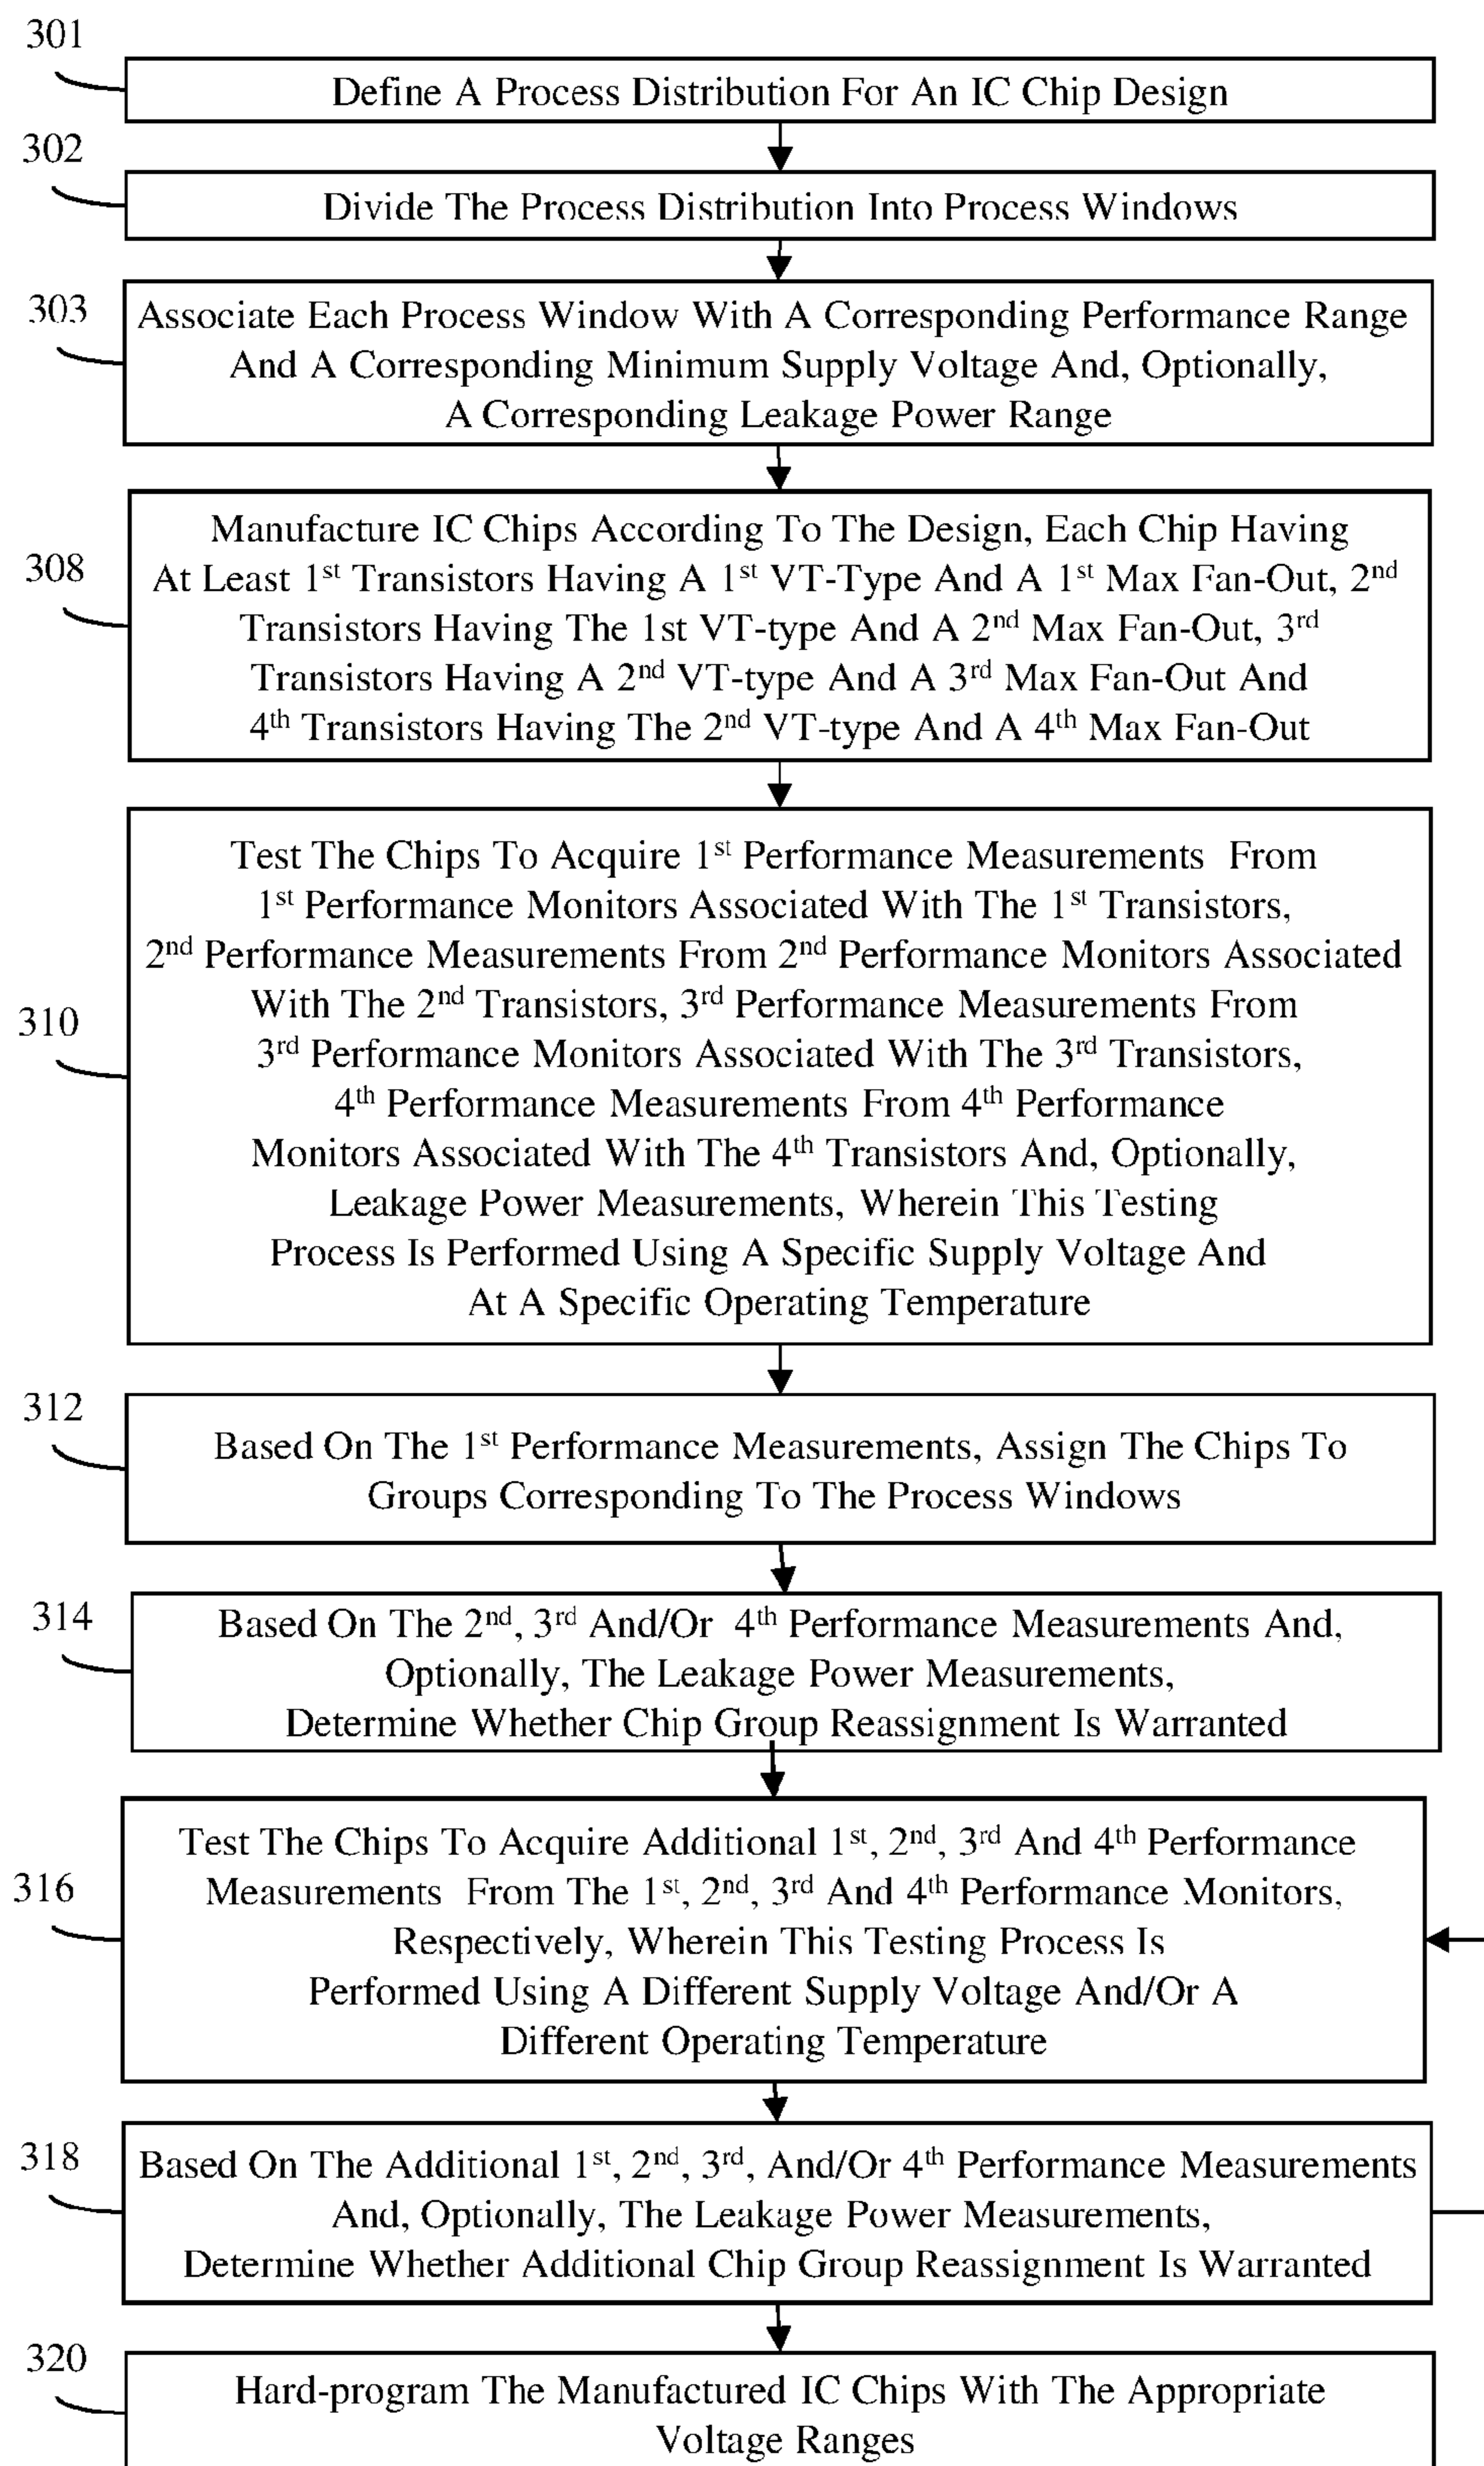 301
Define A Process Distribution For An IC Chip Design
302
Divide The Process Distribution Into Process Windows
303
Associate Each Process Window With A Corresponding Performance Range
And A Corresponding Minimum Supply Voltage And, Optionally,
A Corresponding Leakage Power Range
308
Manufacture IC Chips According To The Design, Each Chip Having
At Least 1st Transistors Having A 1st VT-Type And A 1st Max Fan-Out, 2nd
Transistors Having The 1st VT-type And A 2nd Max Fan-Out, 3rd
Transistors Having A 2nd VT-type And A 3rd Max Fan-Out And
4th Transistors Having The 2nd VT-type And A 4th Max Fan-Out
310
Test The Chips To Acquire 1st Performance Measurements From
1st Performance Monitors Associated With The 1st Transistors,
2nd Performance Measurements From 2nd Performance Monitors Associated
With The 2nd Transistors, 3rd Performance Measurements From
3rd Performance Monitors Associated With The 3rd Transistors,
4th Performance Measurements From 4th Performance
Monitors Associated With The 4th Transistors And, Optionally,
Leakage Power Measurements, Wherein This Testing
Process Is Performed Using A Specific Supply Voltage And
At A Specific Operating Temperature
312
Based On The 1st Performance Measurements, Assign The Chips To
Groups Corresponding To The Process Windows
314
Based On The 2nd, 3rd And/Or 4th Performance Measurements And,
Optionally, The Leakage Power Measurements,
Determine Whether Chip Group Reassignment Is Warranted
316
Test The Chips To Acquire Additional 1st, 2nd, 3rd And 4th Performance
Measurements From The 1st, 2nd, 3rd And 4th Performance Monitors,
Respectively, Wherein This Testing Process Is
Performed Using A Different Supply Voltage And/Or A
Different Operating Temperature
318
Based On The Additional 1st, 2nd, 3rd, And/Or 4th Performance Measurements
And, Optionally, The Leakage Power Measurements,
Determine Whether Additional Chip Group Reassignment Is Warranted
320
Hard-program The Manufactured IC Chips With The Appropriate
Voltage Ranges